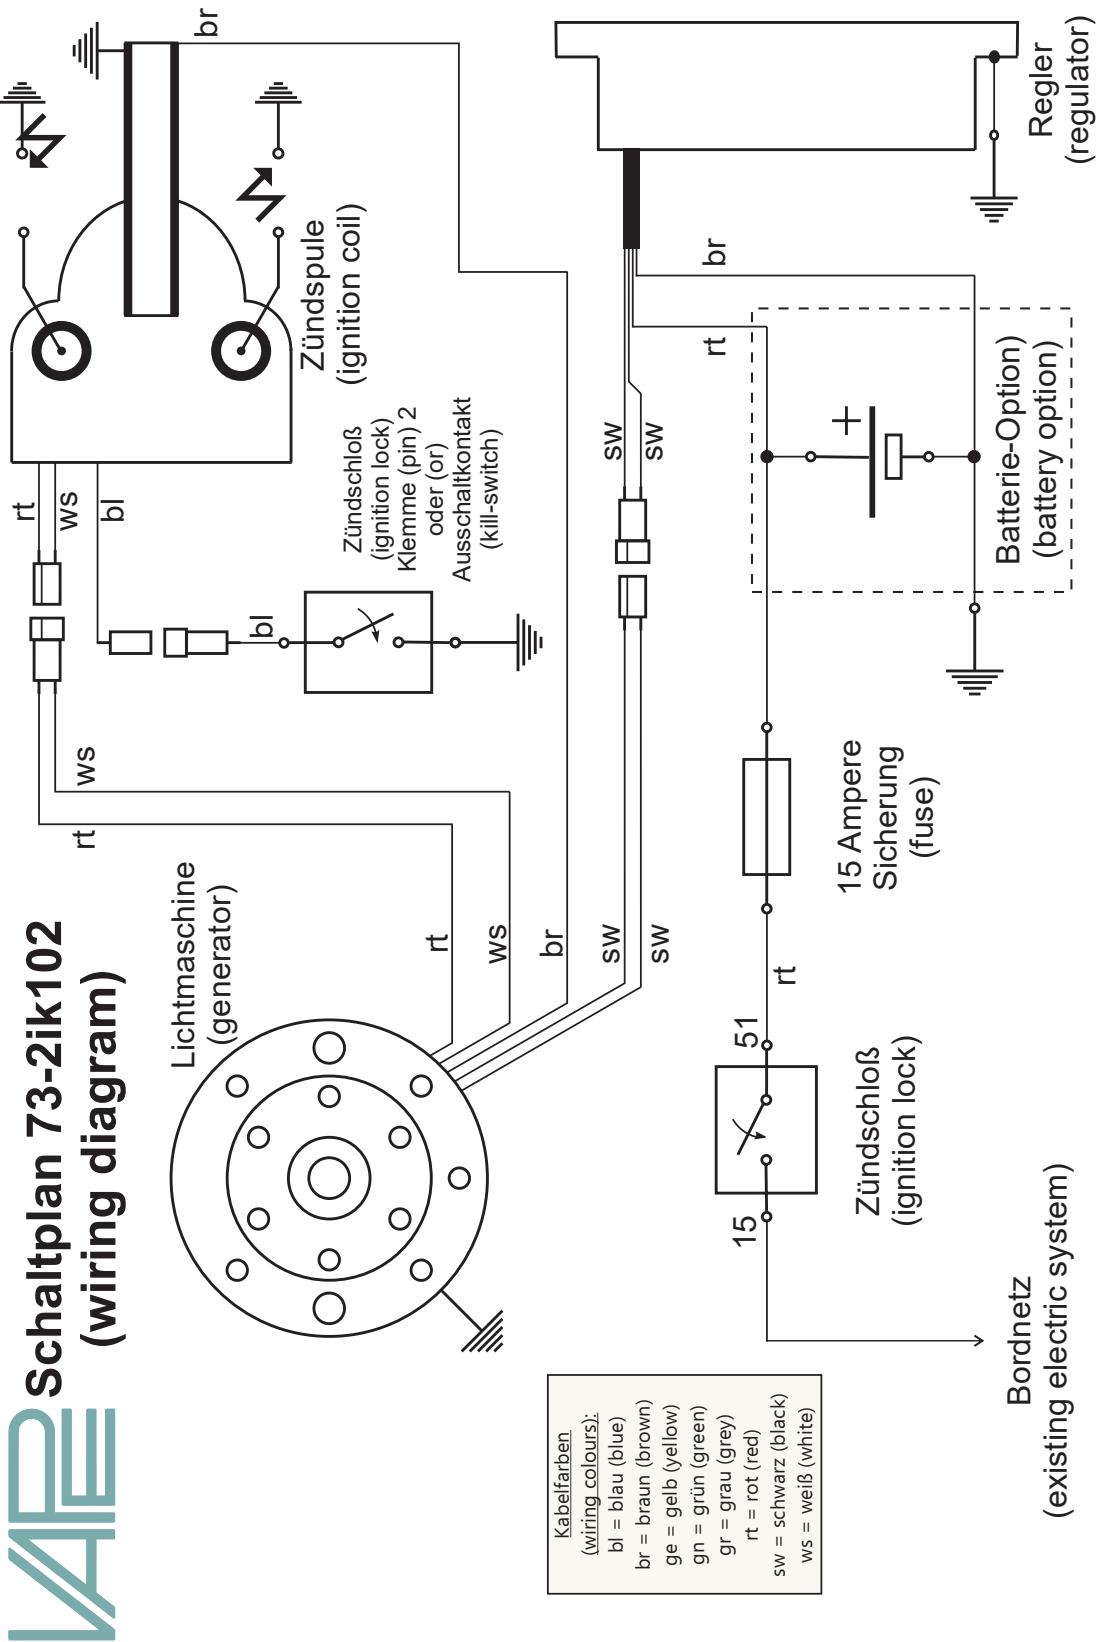 VAPE
Schaltplan 73-2ik102
(wiring diagram)
Lichtmaschine
(generator)
rt
ws
rt
ws
bl
bl
br
Zündspule
(ignition coil)
Zündschloß
(ignition lock)
Klemme (pin) 2
oder (or)
Ausschaltkontakt
(kill-switch)
rt
ws
br
sw
sw
sw
sw
rt
br
Regler
(regulator)
+
Batterie-Option)
(battery option)
15 Ampere
Sicherung
(fuse)
rt
51
15
Zündschloß
(ignition lock)
Bordnetz
(existing electric system)
Kabelfarben
(wiring colours):
bl = blau (blue)
br = braun (brown)
ge = gelb (yellow)
gn = grün (green)
gr = grau (grey)
rt = rot (red)
sw = schwarz (black)
ws = weiß (white)